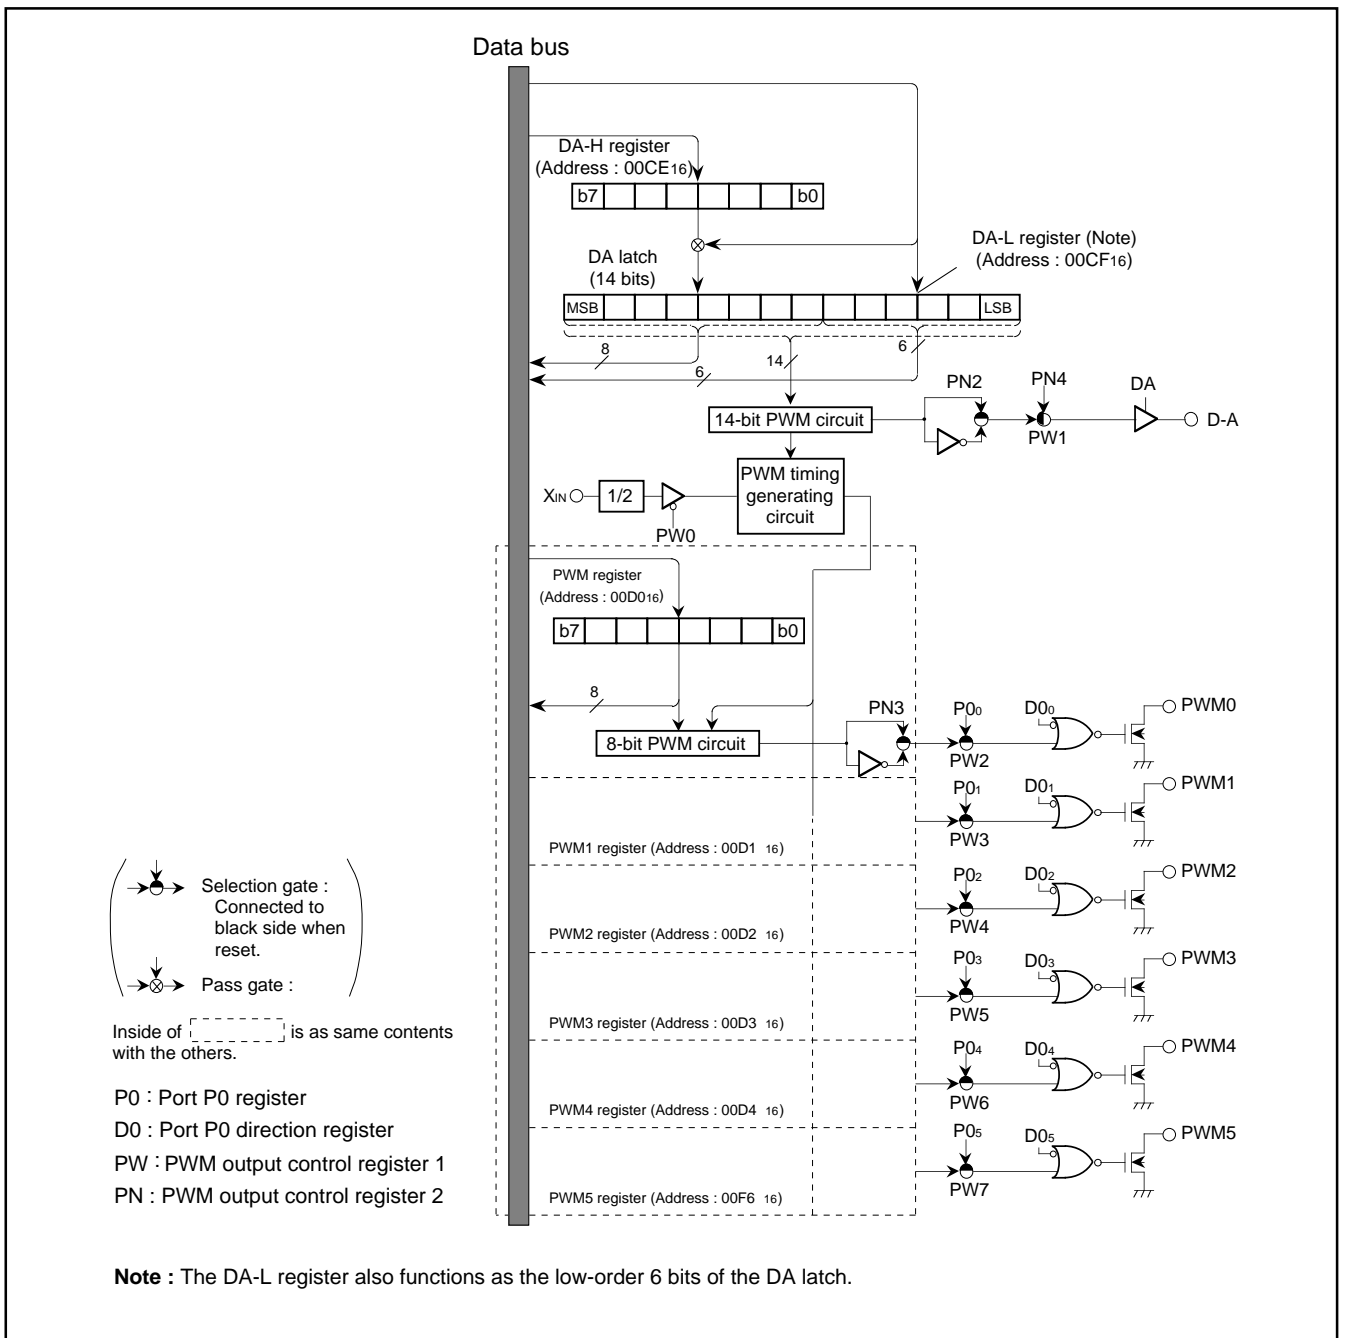 Data bus
DA-H register
(Address : 00CE16)
b7 b0
DA-L register (Note)
(Address : 00CF16)
DA latch
(14 bits)
MSB LSB
8
14
6
6
PN2 PN4 DA
14-bit PWM circuit
D-A
PW1
PWM timing
generating
circuit
XIN 1/2
PW0
PWM register
(Address : 00D016)
b7 b0
8
PN3
8-bit PWM circuit
P00 D00 PWM0
PW2
P01 D01 PWM1
PW3
PWM1 register (Address : 00D1 16)
P02 D02 PWM2
PW4
PWM2 register (Address : 00D2 16)
P03 D03 PWM3
PW5
PWM3 register (Address : 00D3 16)
P04 D04 PWM4
PW6
PWM4 register (Address : 00D4 16)
P05 D05 PWM5
PW7
PWM5 register (Address : 00F6 16)
Selection gate :
Connected to
black side when
reset.
Pass gate :
Inside of is as same contents
with the others.
P0 : Port P0 register
D0 : Port P0 direction register
PW : PWM output control register 1
PN : PWM output control register 2
Note : The DA-L register also functions as the low-order 6 bits of the DA latch.